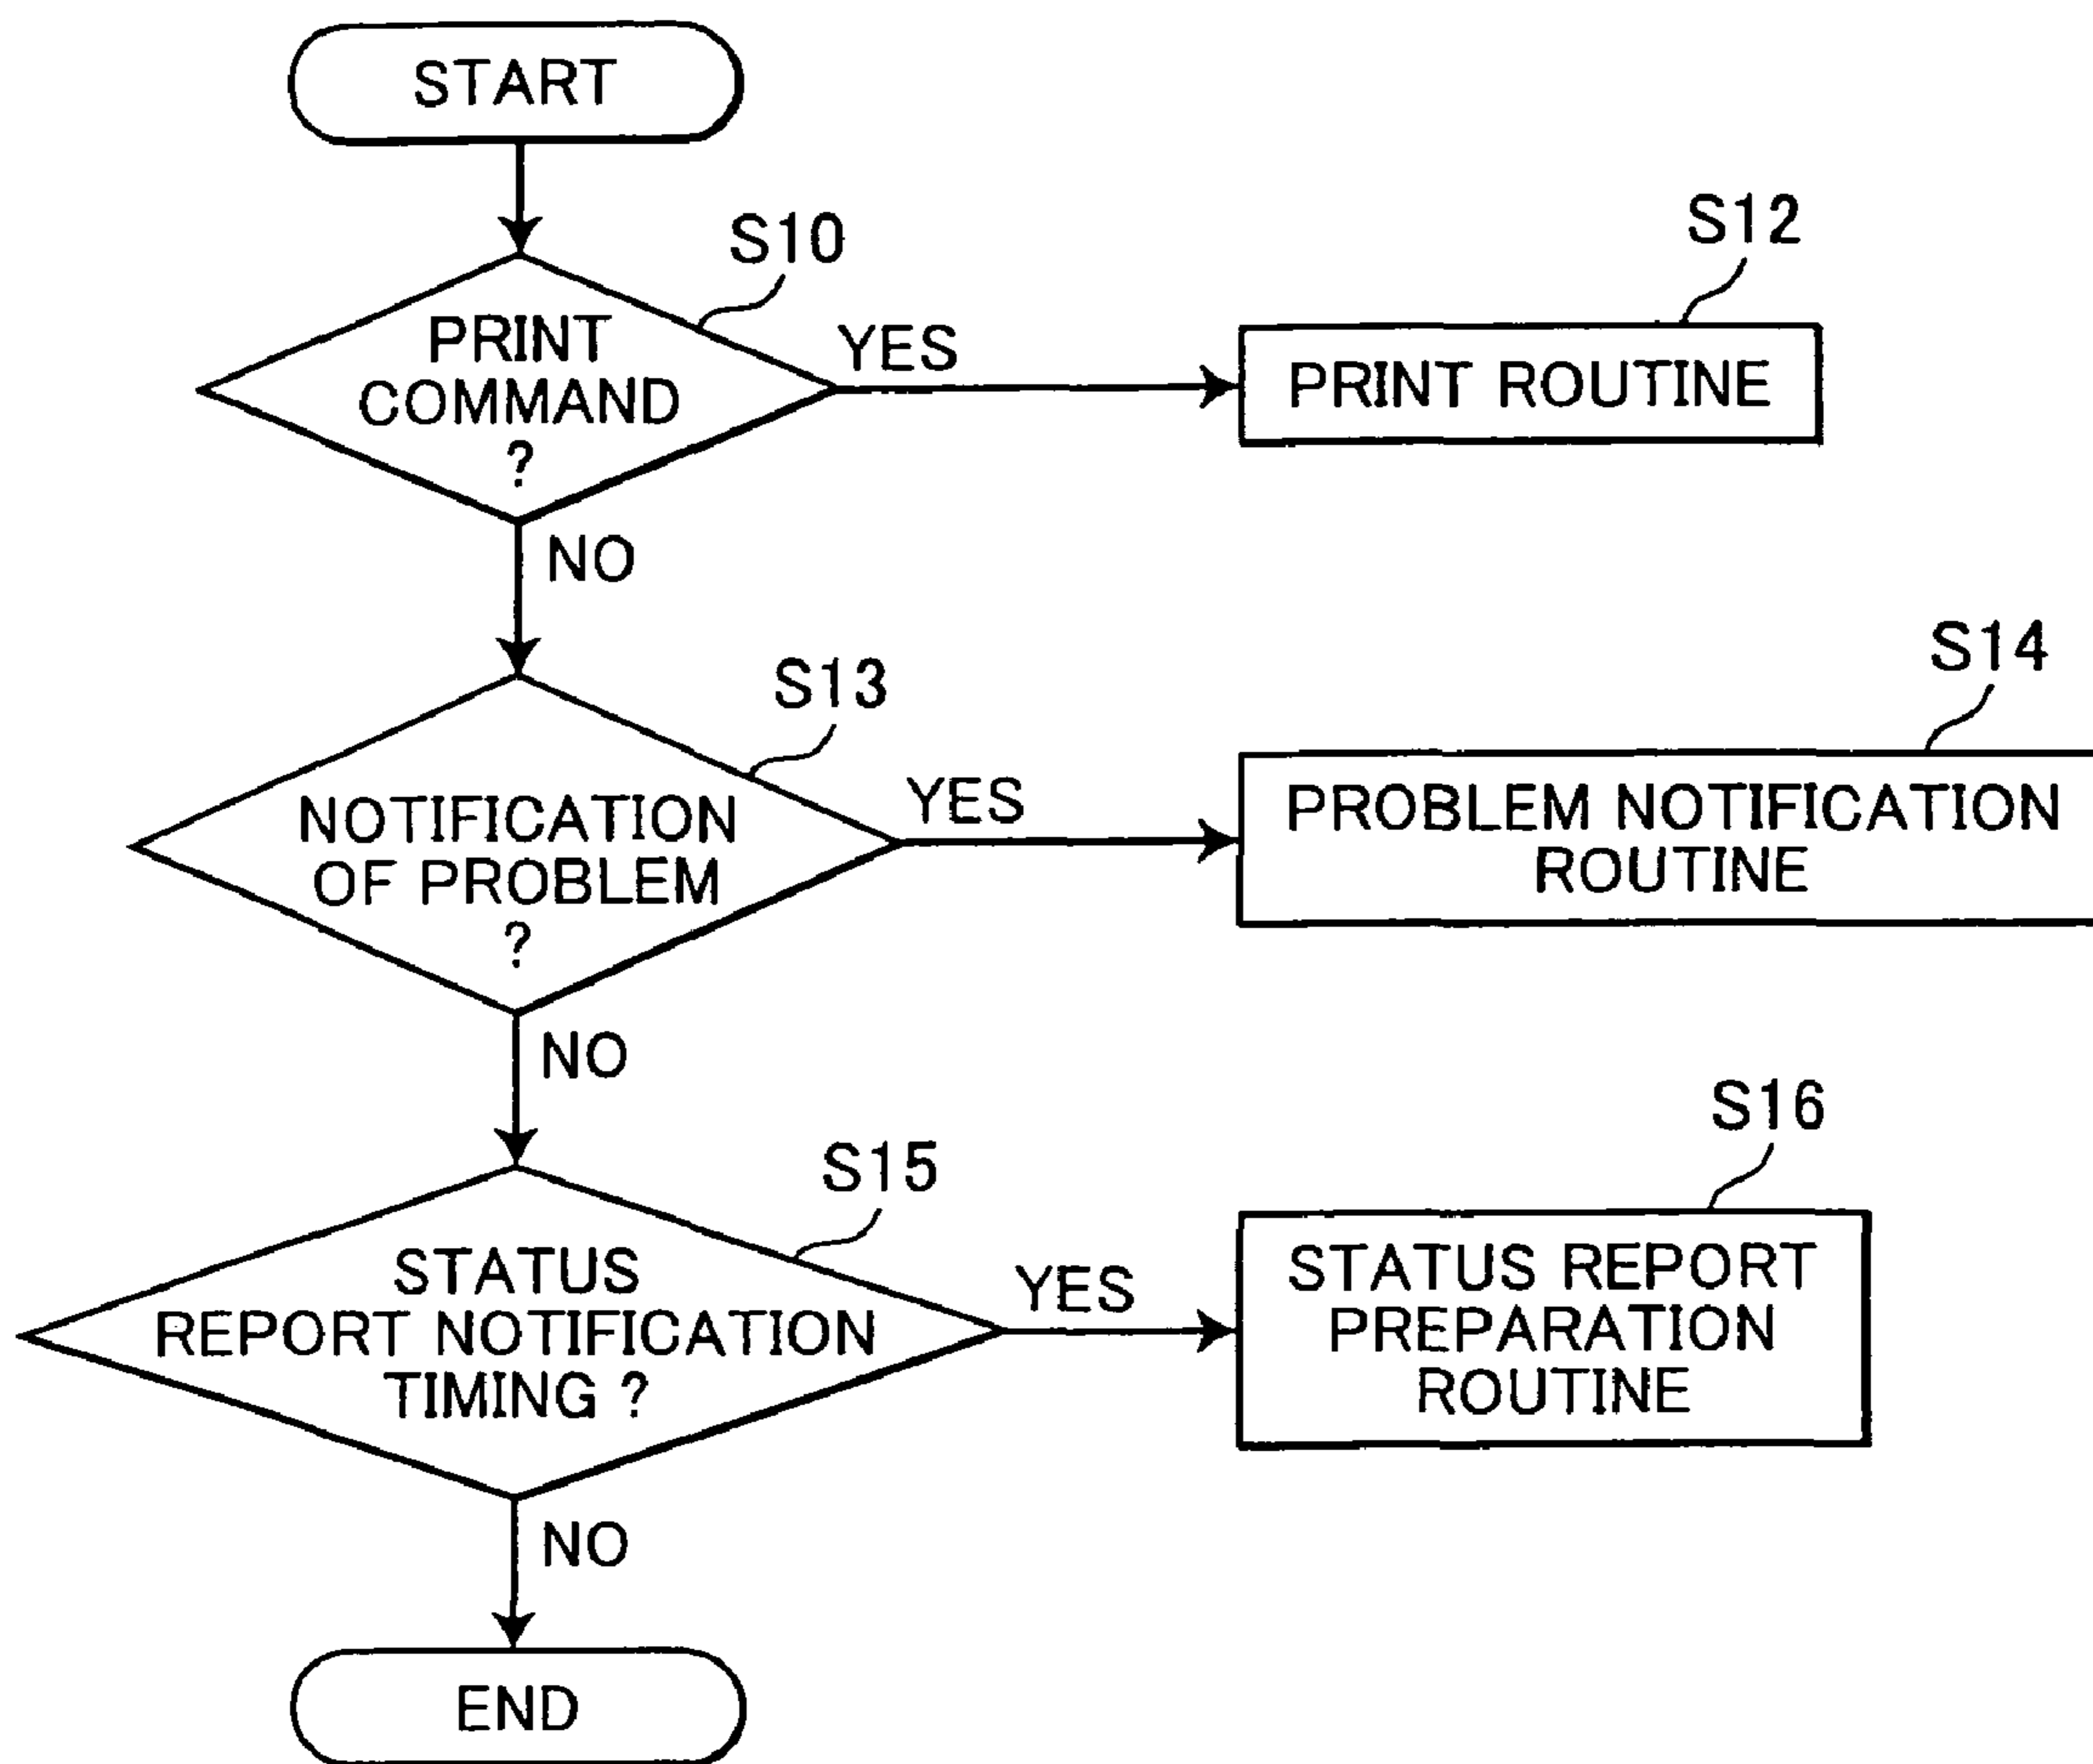 START
S10
PRINT
COMMAND
?
YES
S12
PRINT ROUTINE
NO
S13
NOTIFICATION
OF PROBLEM
?
YES
S14
PROBLEM NOTIFICATION
ROUTINE
NO
S15
STATUS
REPORT NOTIFICATION
TIMING ?
YES
S16
STATUS REPORT
PREPARATION
ROUTINE
NO
END